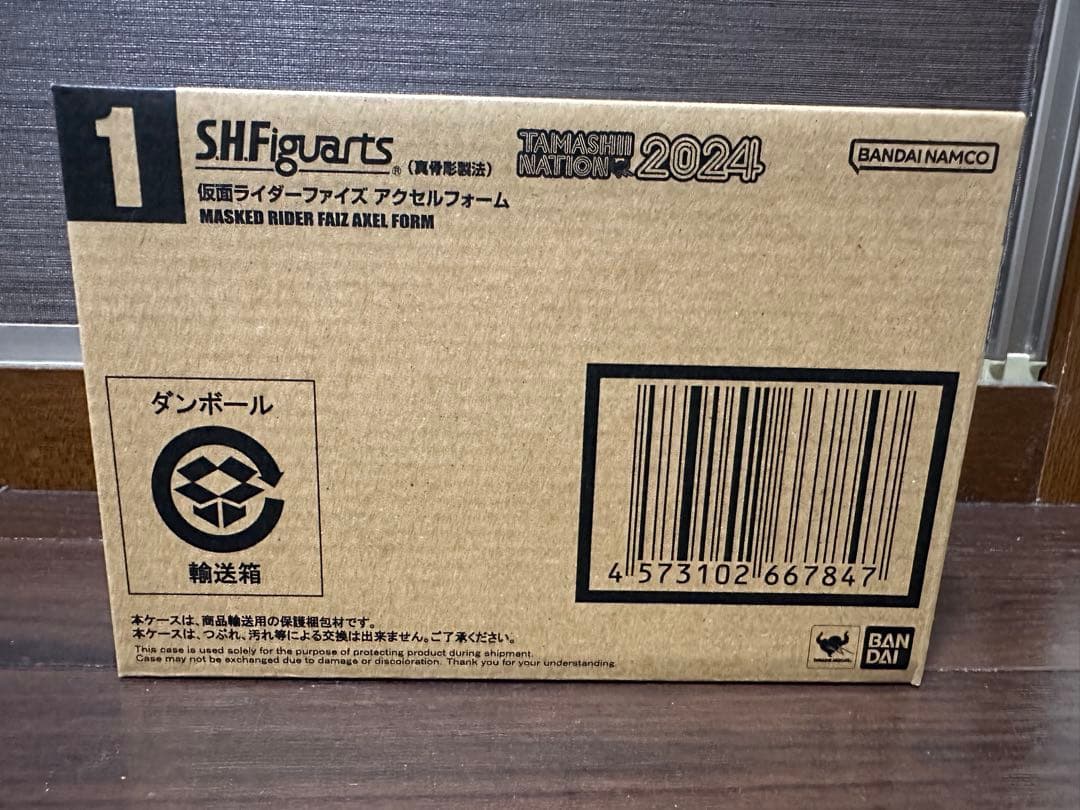 1
S.H.Figuarts®（真骨彫製法）
仮面ライダーファイズ アクセルフォーム
MASKED RIDER FAIZ AXEL FORM
TAMASHII
NATION 2024
BANDAI NAMCO
ダンボール
輸送箱
4 573102 667847
本ケースは、商品輸送用の保護梱包材です。
本ケースは、つぶれ、汚れ等による交換は出来ません。ご了承ください。
This case is used solely for the purpose of protecting product during shipment.
Case may not be exchanged due to damage or discoloration. Thank you for your understanding.
BAN
DAI